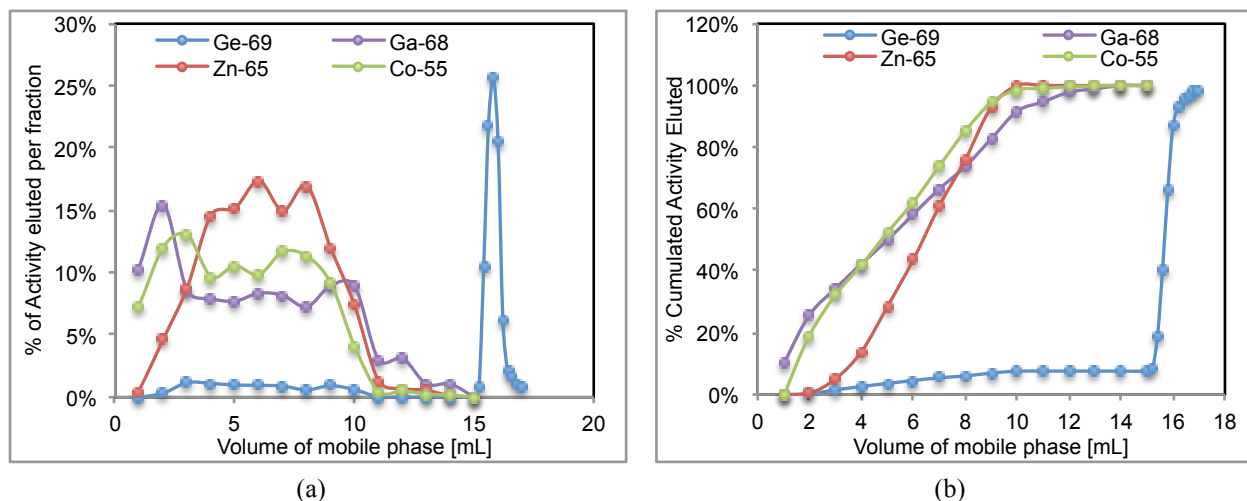 30%
25%
20%
15%
10%
5%
0%
Ge-69
Ga-68
Zn-65
Co-55
% of Activity eluted per fraction
0
5
10
15
20
Volume of mobile phase [mL]
(a)
120%
100%
80%
60%
40%
20%
0%
Ge-69
Ga-68
Zn-65
Co-55
% Cumulated Activity Eluted
0
2
4
6
8
10
12
14
16
18
Volume of mobile phase [mL]
(b)